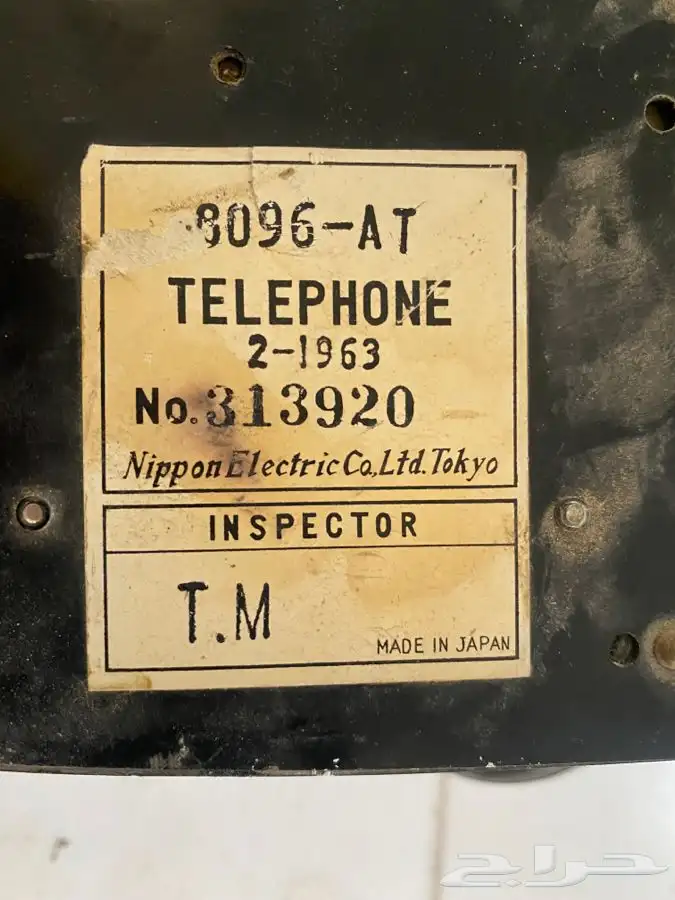 8096-AT
TELEPHONE
2-1963
No. 313920
Nippon Electric Co., Ltd. Tokyo
INSPECTOR
T.M
MADE IN JAPAN
حراج